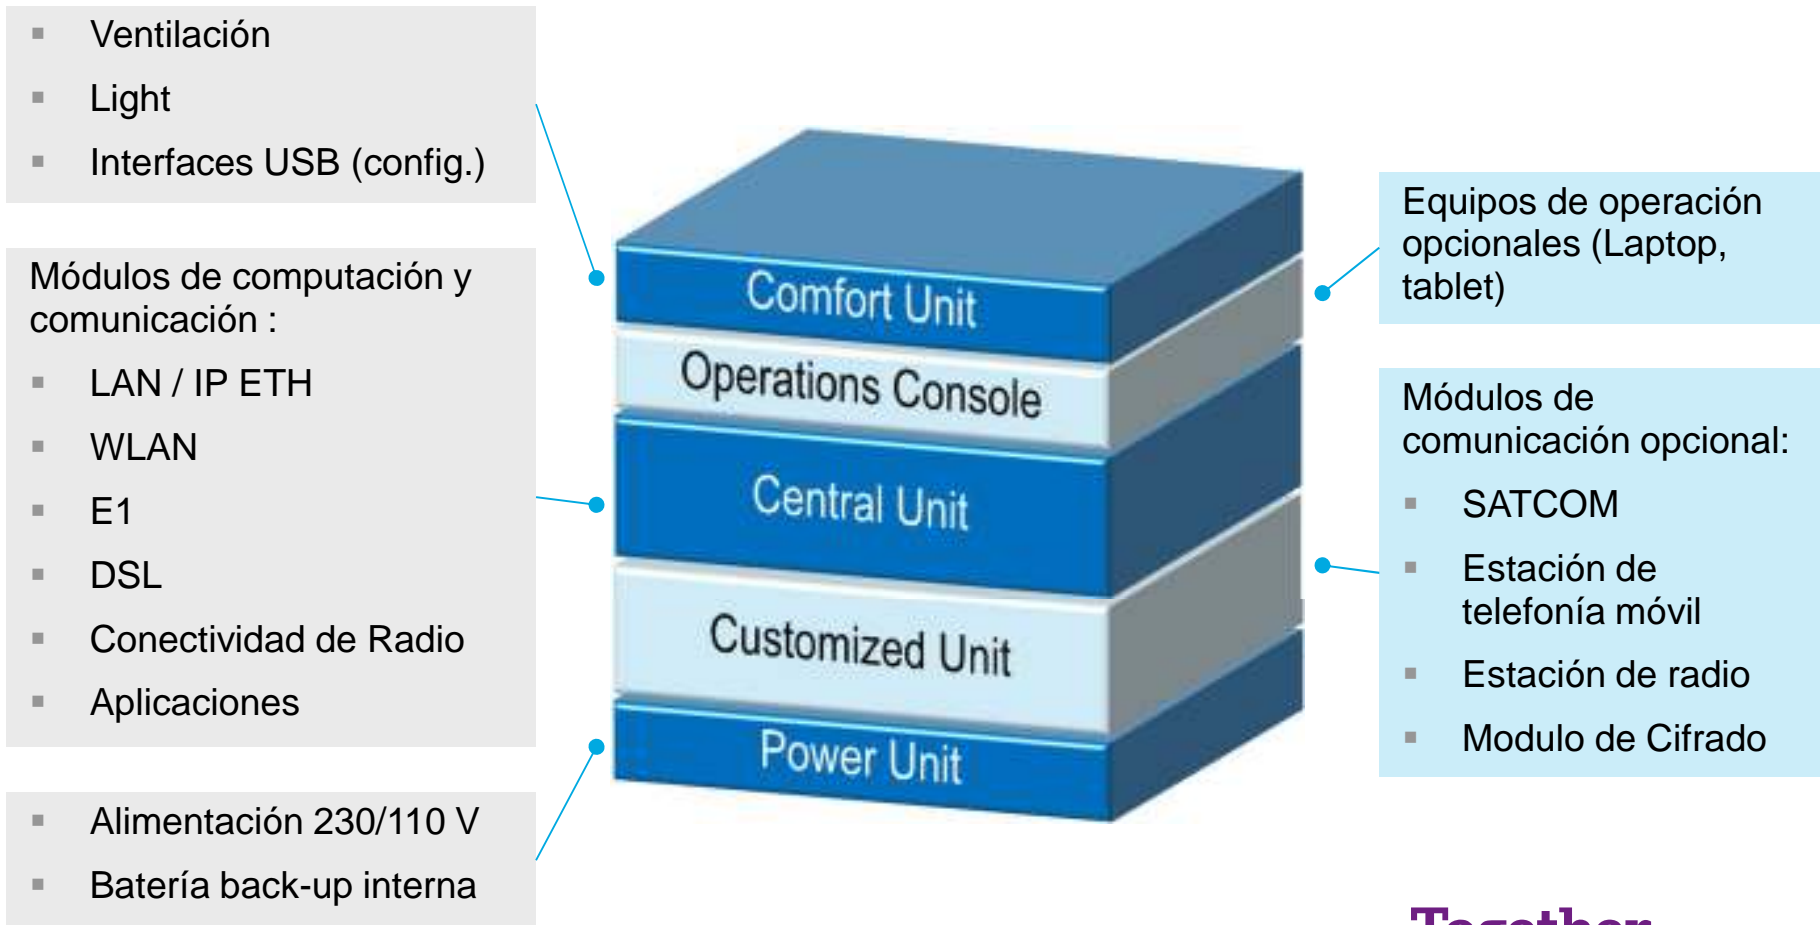 Ventilación
Light
Interfaces USB (config.)
Módulos de computación y
comunicación :
LAN / IP ETH
WLAN
E1
DSL
Conectividad de Radio
Aplicaciones
Alimentación 230/110 V
Batería back-up interna
Comfort Unit
Operations Console
Central Unit
Customized Unit
Power Unit
Equipos de operación
opcionales (Laptop,
tablet)
Módulos de
comunicación opcional:
SATCOM
Estación de
telefonía móvil
Estación de radio
Modulo de Cifrado
Together